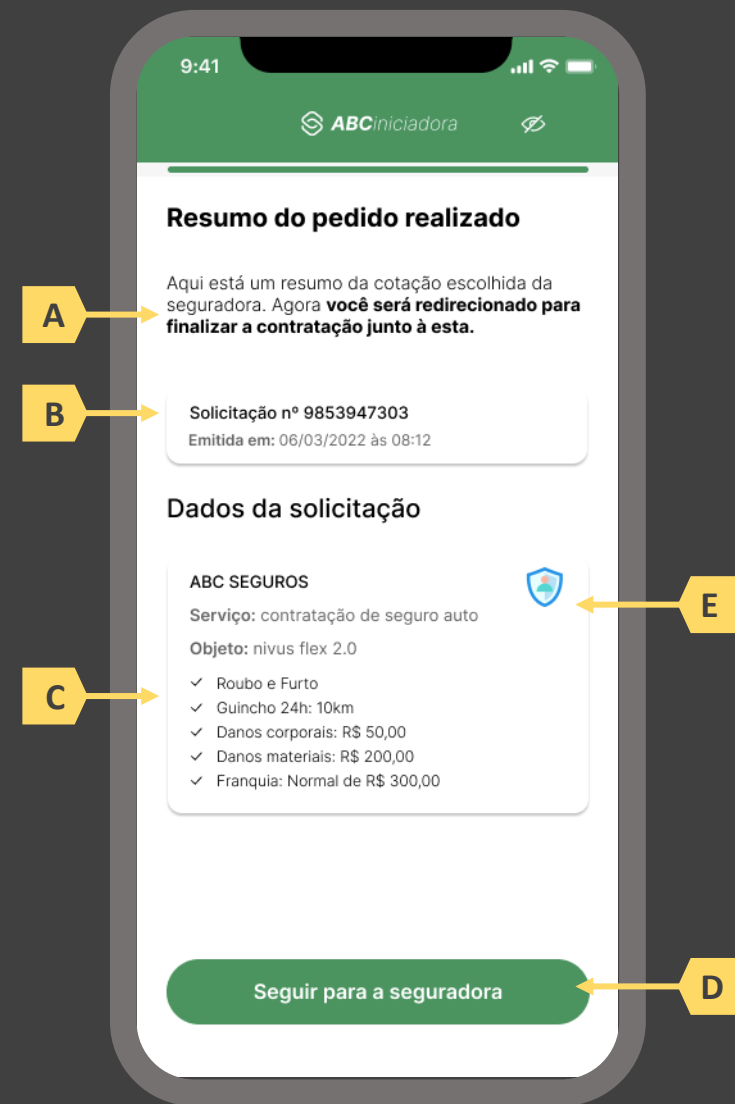 9:41
ABCiniciadora
Resumo do pedido realizado
Aqui está um resumo da cotação escolhida da
seguradora. Agora você será redirecionado para
finalizar a contratação junto à esta.
A
B
Solicitação nº 9853947303
Emitida em: 06/03/2022 às 08:12
Dados da solicitação
ABC SEGUROS
E
Serviço: contratação de seguro auto
Objeto: nivus flex 2.0
C
Roubo e Furto
Guincho 24h: 10km
Danos corporais: R$ 50,00
Danos materiais: R$ 200,00
Franquia: Normal de R$ 300,00
Seguir para a seguradora
D